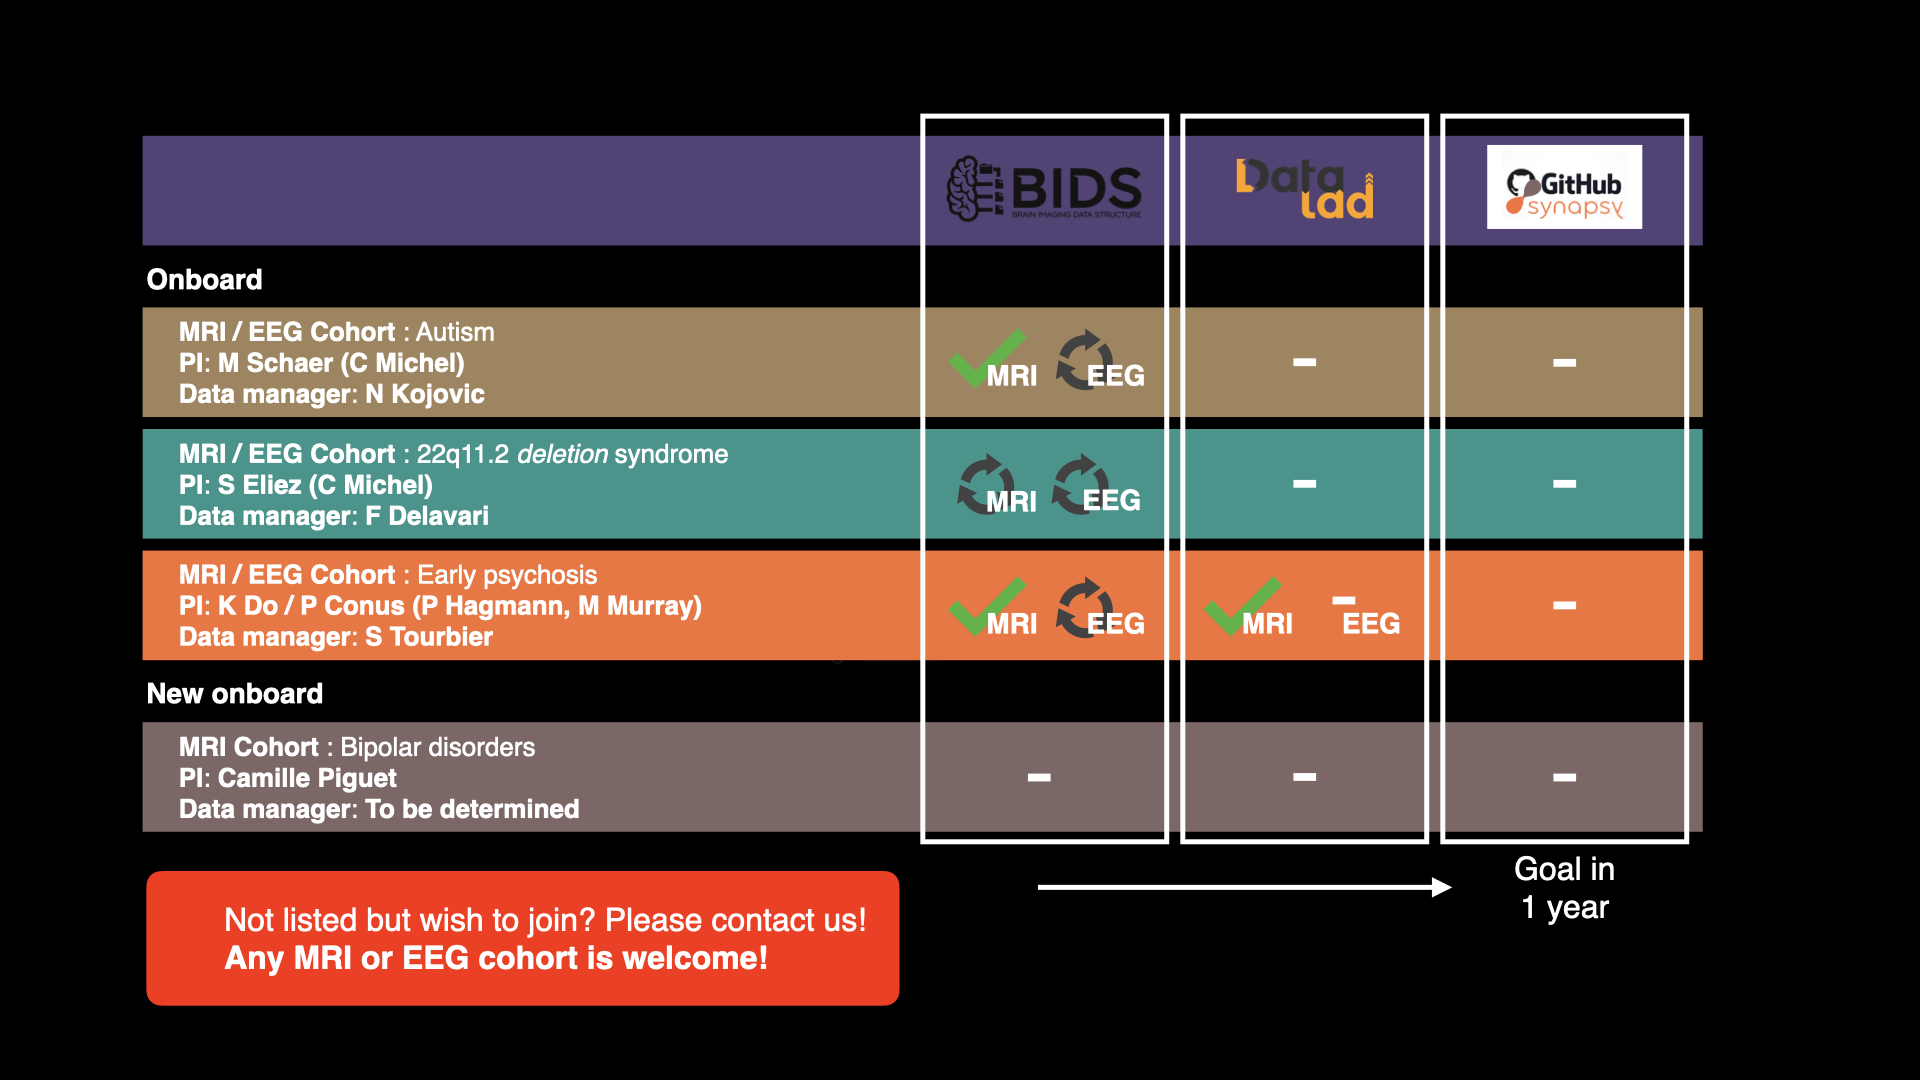 BIDS
BRAIN IMAGING DATA STRUCTURE
Data
lad
GitHub
synapsy
Onboard
MRI / EEG Cohort : Autism
PI: M Schaer (C Michel)
Data manager: N Kojovic
MRI EEG - -
MRI / EEG Cohort : 22q11.2 deletion syndrome
PI: S Eliez (C Michel)
Data manager: F Delavari
MRI EEG - -
MRI / EEG Cohort : Early psychosis
PI: K Do / P Conus (P Hagmann, M Murray)
Data manager: S Tourbier
MRI EEG MRI - EEG -
New onboard
MRI Cohort : Bipolar disorders
PI: Camille Piguet
Data manager: To be determined
- - -
Goal in
1 year
Not listed but wish to join? Please contact us!
Any MRI or EEG cohort is welcome!